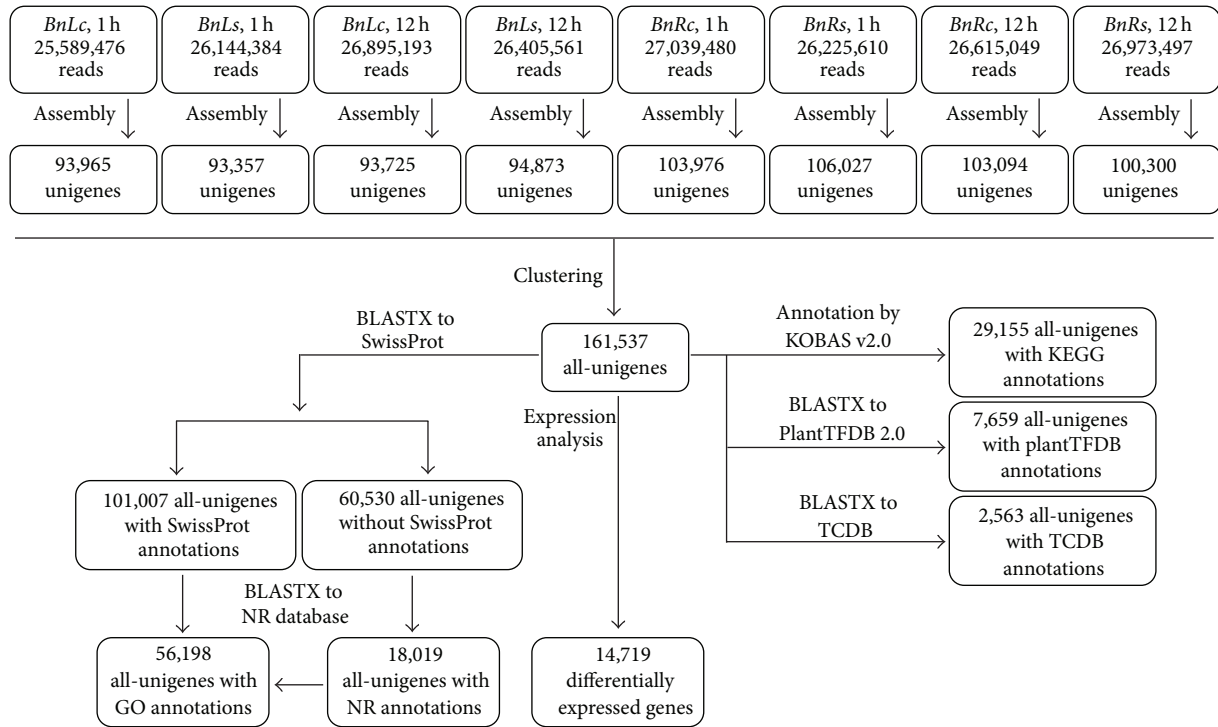 BnLc, 1 h
25,589,476
reads
BnLs, 1 h
26,144,384
reads
BnLc, 12 h
26,895,193
reads
BnLs, 12 h
26,405,561
reads
BnRc, 1 h
27,039,480
reads
BnRs, 1 h
26,225,610
reads
BnRc, 12 h
26,615,049
reads
BnRs, 12 h
26,973,497
reads
Assembly
Assembly
Assembly
Assembly
Assembly
Assembly
Assembly
Assembly
93,965
unigenes
93,357
unigenes
93,725
unigenes
94,873
unigenes
103,976
unigenes
106,027
unigenes
103,094
unigenes
100,300
unigenes
Clustering
BLASTX to
SwissProt
161,537
all-unigenes
Annotation by
KOBAS v2.0
29,155 all-unigenes
with KEGG
annotations
Expression
analysis
BLASTX to
PlantTFDB 2.0
7,659 all-unigenes
with plantTFDB
annotations
101,007 all-unigenes
with SwissProt
annotations
60,530 all-unigenes
without SwissProt
annotations
BLASTX to
TCDB
2,563 all-unigenes
with TCDB
annotations
BLASTX to
NR database
56,198
all-unigenes with
GO annotations
18,019
all-unigenes with
NR annotations
14,719
differentially
expressed genes